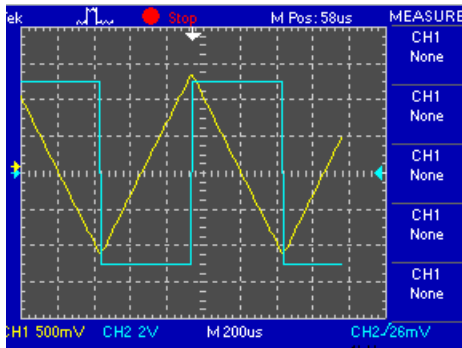 ek Stop M Pos: 58us MEASURE
CH1
None
CH1
None
CH1
None
CH1
None
CH1
None
CH1 500mV CH2 2V M 200us CH2/26mV